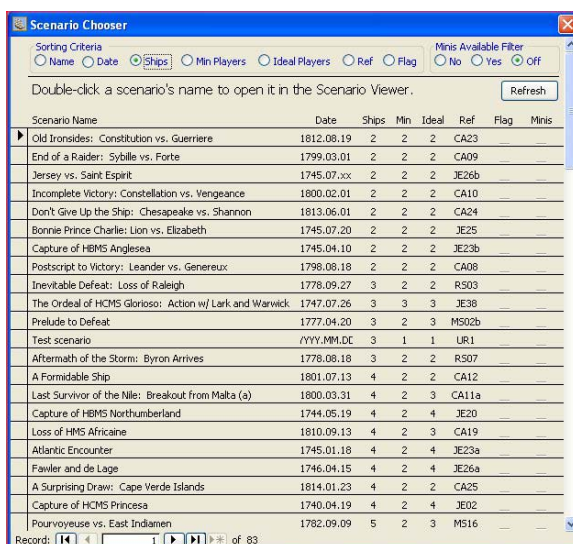 Scenario Chooser
Sorting Criteria
Minis Available Filter
Name Date Ships Min Players Ideal Players Ref Flag
No Yes Off
Double-click a scenario's name to open it in the Scenario Viewer.
Refresh
Scenario Name Date Ships Min Ideal Ref Flag Minis
Old Ironsides: Constitution vs. Guerriere 1812.08.19 2 2 2 CA23
End of a Raider: Sybille vs. Forte 1799.03.01 2 2 2 CA09
Jersey vs. Saint Espirit 1745.07.xx 2 2 2 JE26b
Incomplete Victory: Constellation vs. Vengeance 1800.02.01 2 2 2 CA10
Don't Give Up the Ship: Chesapeake vs. Shannon 1813.06.01 2 2 2 CA24
Bonnie Prince Charlie: Lion vs. Elizabeth 1745.07.20 2 2 2 JE25
Capture of HBMS Anglesea 1745.04.10 2 2 2 JE23b
Postscript to Victory: Leander vs. Genereux 1798.08.18 2 2 2 CA08
Inevitable Defeat: Loss of Raleigh 1778.09.27 3 2 2 RS03
The Ordeal of HCMS Glorioso: Action w/ Lark and Warwick 1747.07.26 3 3 3 JE38
Prelude to Defeat 1777.04.20 3 2 3 MS02b
Test scenario /YYY.MM.DD 3 1 1 UR1
Aftermath of the Storm: Byron Arrives 1778.08.18 3 2 2 RS07
A Formidable Ship 1801.07.13 4 2 2 CA12
Last Survivor of the Nile: Breakout from Malta (a) 1800.03.31 4 2 3 CA11a
Capture of HBMS Northumberland 1744.05.19 4 2 4 JE20
Loss of HMS Africaine 1810.09.13 4 2 3 CA19
Atlantic Encounter 1745.01.18 4 2 4 JE23a
Fawler and de Lage 1746.04.15 4 2 4 JE26a
A Surprising Draw: Cape Verde Islands 1814.01.23 4 2 2 CA25
Capture of HCMS Princesa 1740.04.19 4 2 4 JE02
Pourvoyeuse vs. East Indiamen 1782.09.09 5 2 3 MS16
Record: 1 of 83